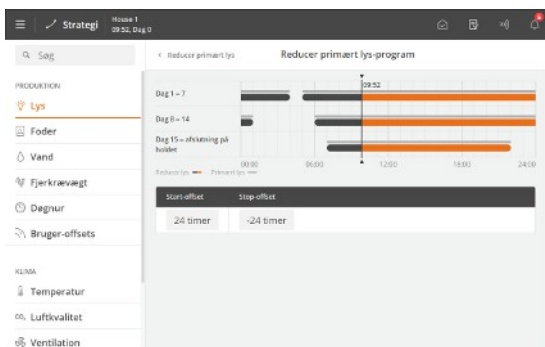 Strategi
House 1
09:52, Dag 0
Søg
< Reducer primært lys
Reducer primært lys-program
PRODUKTION
Lys
Foder
Vand
Fjerkrævægt
Døgnur
Bruger-offsets
KLIMA
Temperatur
CO₂ Luftkvalitet
Ventilation
09:52
Dag 1 – 7
Dag 8 – 14
Dag 15 – afslutning på
holdet
00:00 06:00 12:00 18:00 24:00
Reducer lys Primært lys
Start-offset Stop-offset
24 timer -24 timer